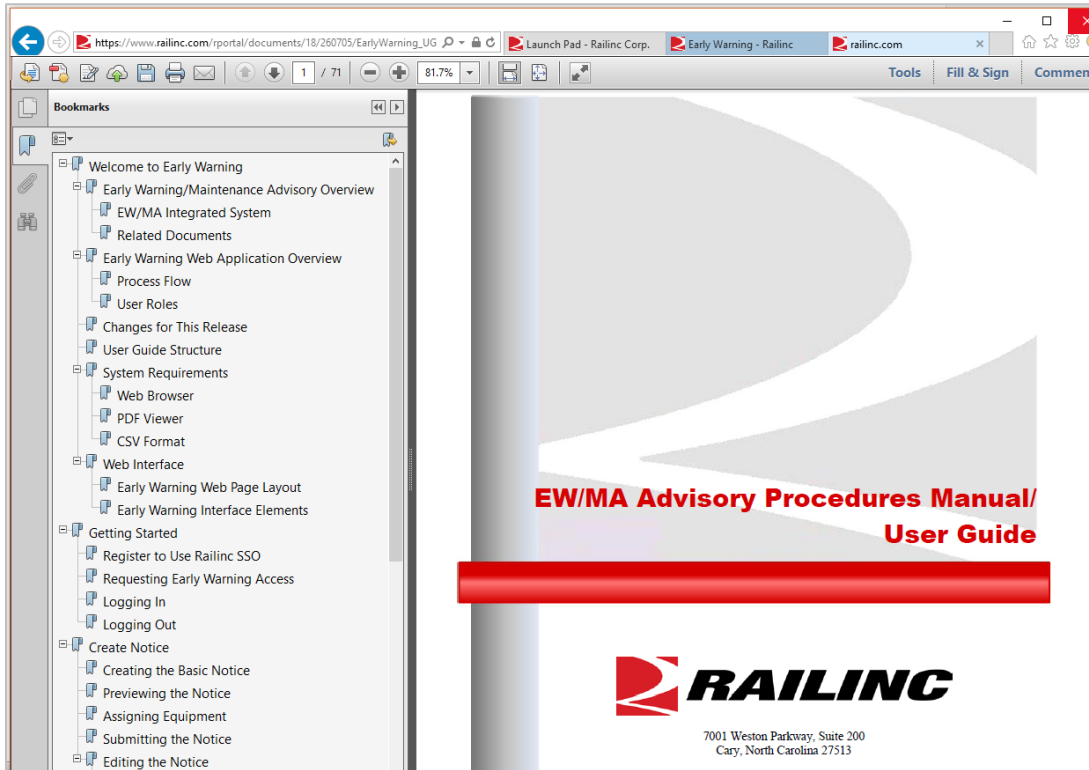 https://www.railinc.com/rportal/documents/18/260705/EarlyWarning_UG
Launch Pad - Railinc Corp.
Early Warning - Railinc
railinc.com
1 / 71
81.7%
Tools
Fill & Sign
Commen
Bookmarks
Welcome to Early Warning
Early Warning/Maintenance Advisory Overview
EW/MA Integrated System
Related Documents
Early Warning Web Application Overview
Process Flow
User Roles
Changes for This Release
User Guide Structure
System Requirements
Web Browser
PDF Viewer
CSV Format
Web Interface
Early Warning Web Page Layout
Early Warning Interface Elements
Getting Started
Register to Use Railinc SSO
Requesting Early Warning Access
Logging In
Logging Out
Create Notice
Creating the Basic Notice
Previewing the Notice
Assigning Equipment
Submitting the Notice
Editing the Notice
EW/MA Advisory Procedures Manual/
User Guide
RAILINC
7001 Weston Parkway, Suite 200
Cary, North Carolina 27513